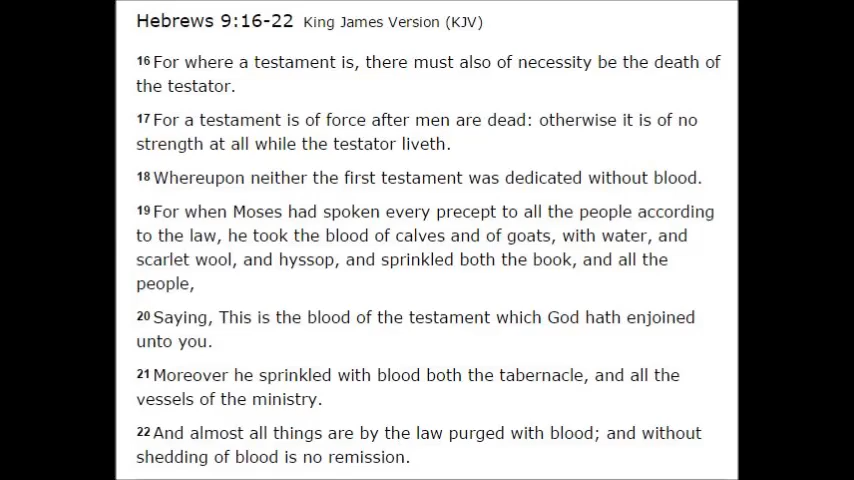 Hebrews 9:16-22 King James Version (KJV)
16 For where a testament is, there must also of necessity be the death of
the testator.
17 For a testament is of force after men are dead: otherwise it is of no
strength at all while the testator liveth.
18 Whereupon neither the first testament was dedicated without blood.
19 For when Moses had spoken every precept to all the people according
to the law, he took the blood of calves and of goats, with water, and
scarlet wool, and hyssop, and sprinkled both the book, and all the
people,
20 Saying, This is the blood of the testament which God hath enjoined
unto you.
21 Moreover he sprinkled with blood both the tabernacle, and all the
vessels of the ministry.
22 And almost all things are by the law purged with blood; and without
shedding of blood is no remission.